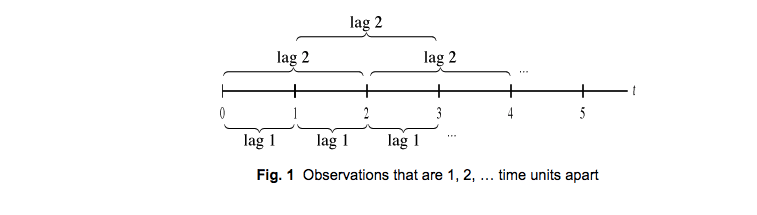 lag 2
lag 2 lag 2 ...
t
0 1 2 3 4 5
lag 1 lag 1 lag 1 ...
Fig. 1 Observations that are 1, 2, … time units apart